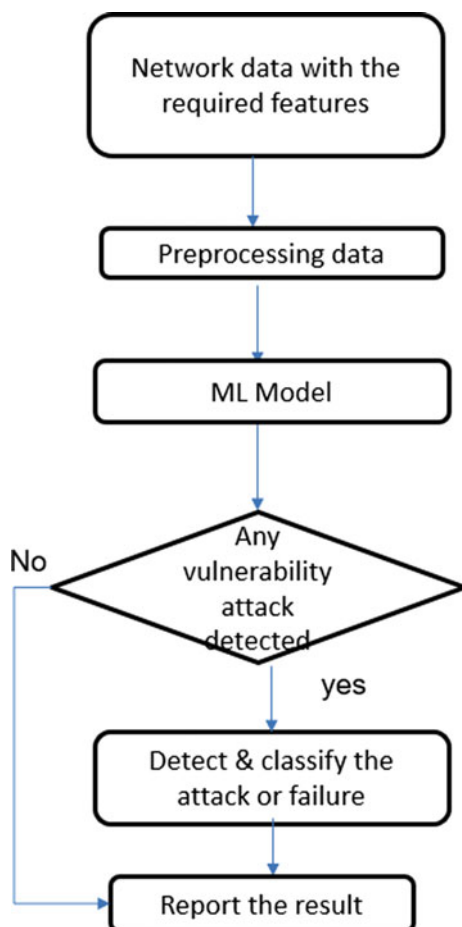 Network data with the
required features
Preprocessing data
ML Model
No
Any
vulnerability
attack
detected
yes
Detect & classify the
attack or failure
Report the result